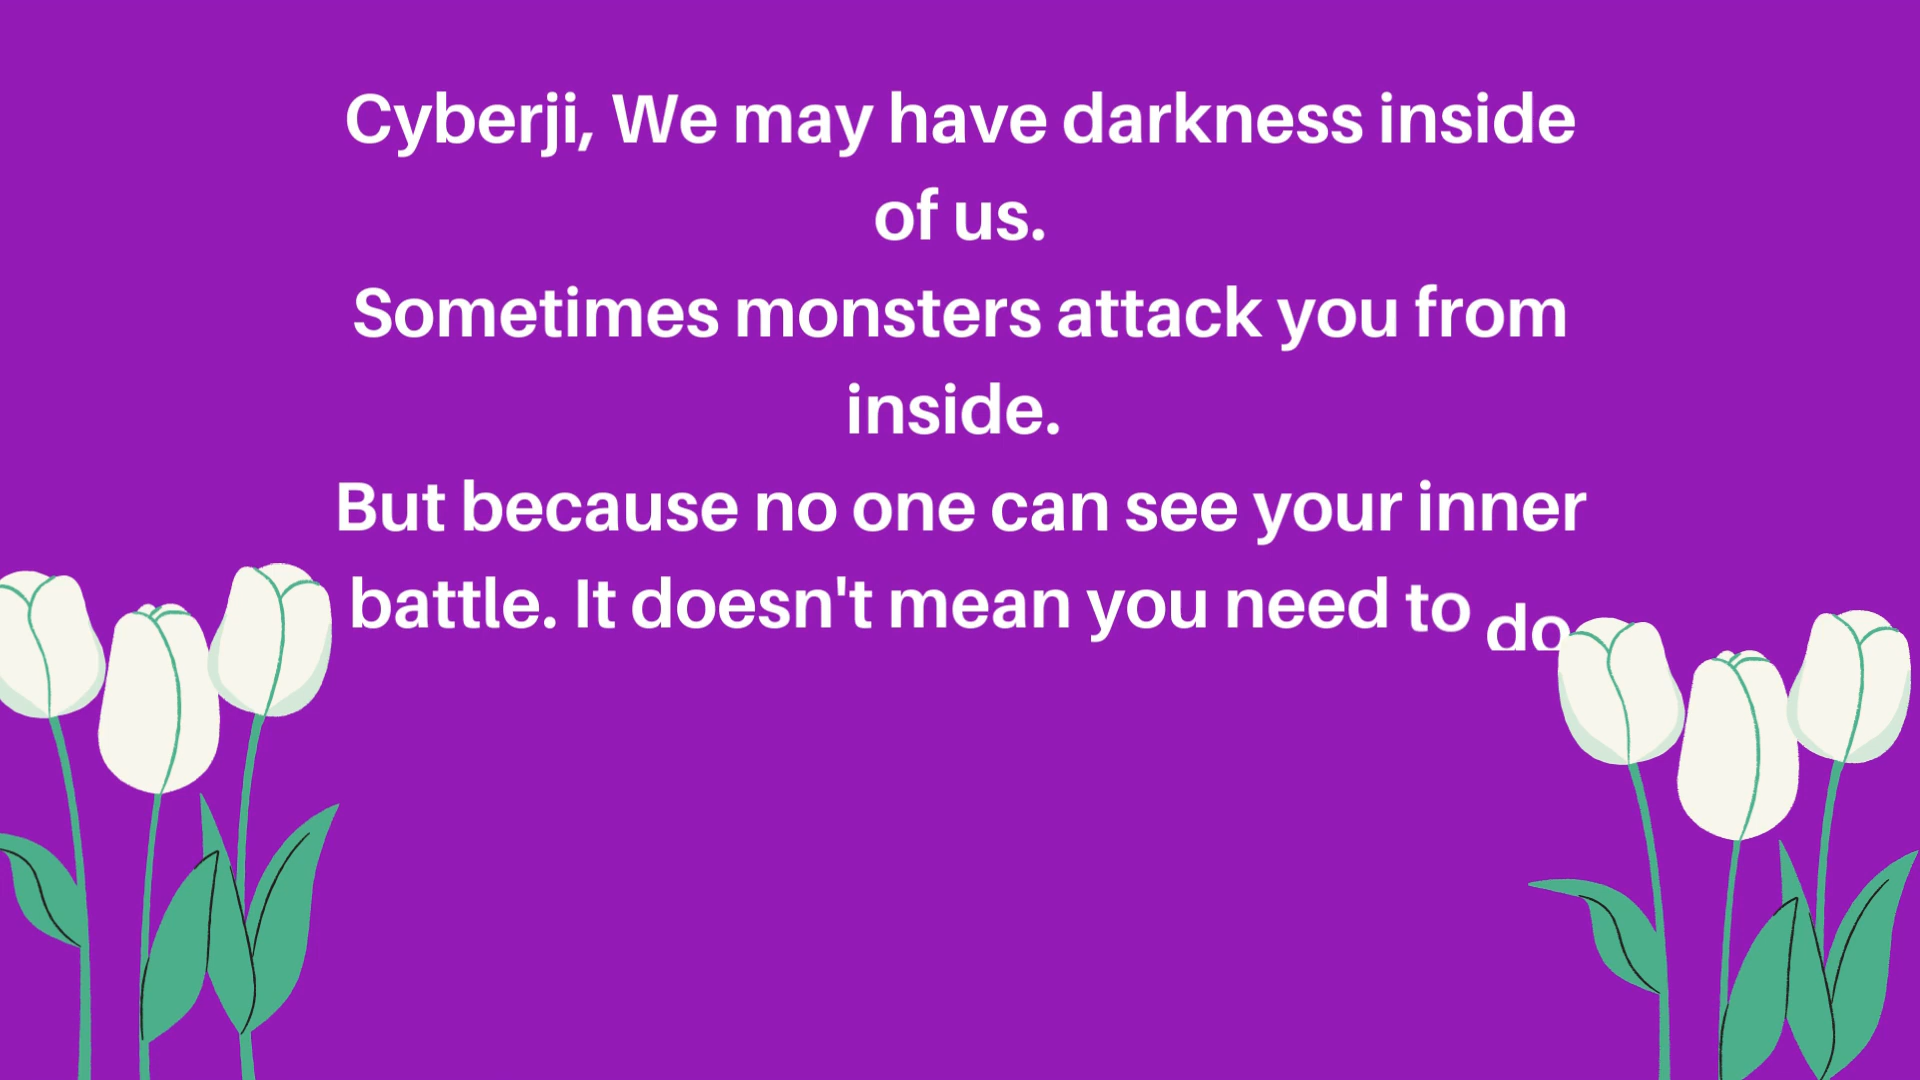 Cyberji, We may have darkness inside
of us.
Sometimes monsters attack you from
inside.
But because no one can see your inner
battle. It doesn't mean you need to do